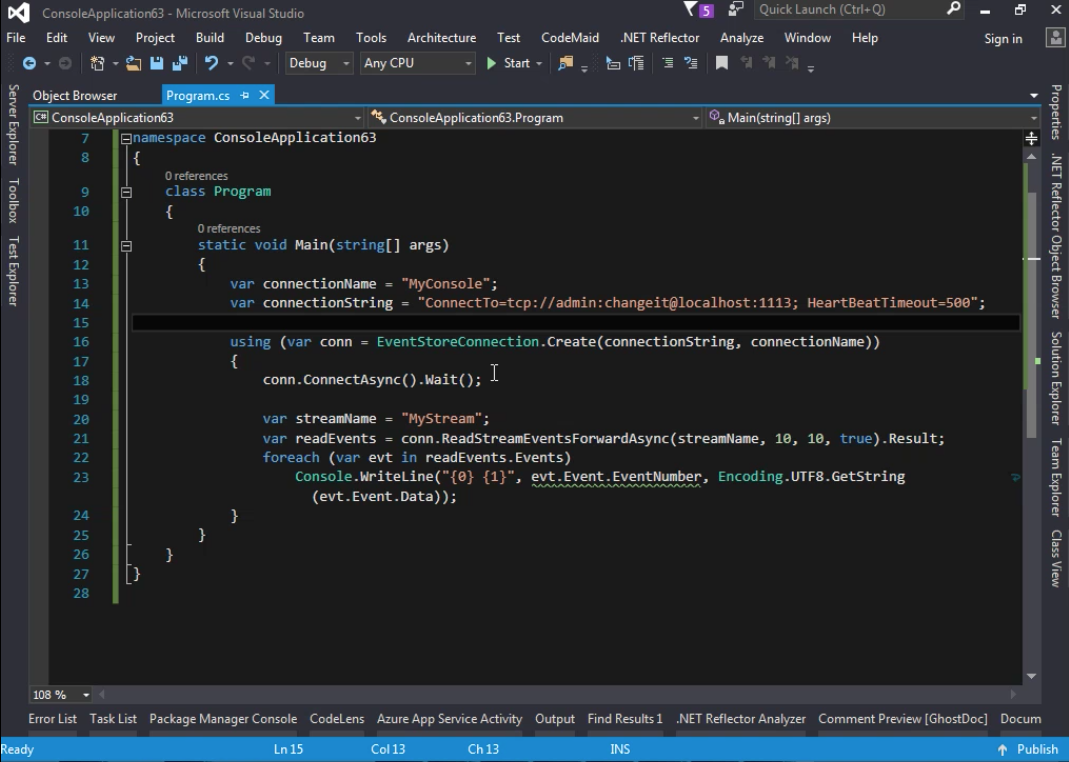 ConsoleApplication63 - Microsoft Visual Studio
5
Quick Launch (Ctrl+Q)
File Edit View Project Build Debug Team Tools Architecture Test CodeMaid .NET Reflector Analyze Window Help Sign in
Debug Any CPU Start
Server Explorer
Toolbox
Test Explorer
Object Browser Program.cs
C# ConsoleApplication63 ConsoleApplication63.Program Main(string[] args)
7 namespace ConsoleApplication63
8 {
0 references
9 class Program
10 {
0 references
11 static void Main(string[] args)
12 {
13 var connectionName = "MyConsole";
14 var connectionString = "ConnectTo=tcp://admin:changeit@localhost:1113; HeartBeatTimeout=500";
15
16 using (var conn = EventStoreConnection.Create(connectionString, connectionName))
17 {
18 conn.ConnectAsync().Wait();
19
20 var streamName = "MyStream";
21 var readEvents = conn.ReadStreamEventsForwardAsync(streamName, 10, 10, true).Result;
22 foreach (var evt in readEvents.Events)
23 Console.WriteLine("{0} {1}", evt.Event.EventNumber, Encoding.UTF8.GetString
(evt.Event.Data));
24 }
25 }
26 }
27 }
28
Properties
.NET Reflector Object Browser
Solution Explorer
Team Explorer
Class View
108 %
Error List Task List Package Manager Console CodeLens Azure App Service Activity Output Find Results 1 .NET Reflector Analyzer Comment Preview [GhostDoc] Docum
Ready Ln 15 Col 13 Ch 13 INS Publish